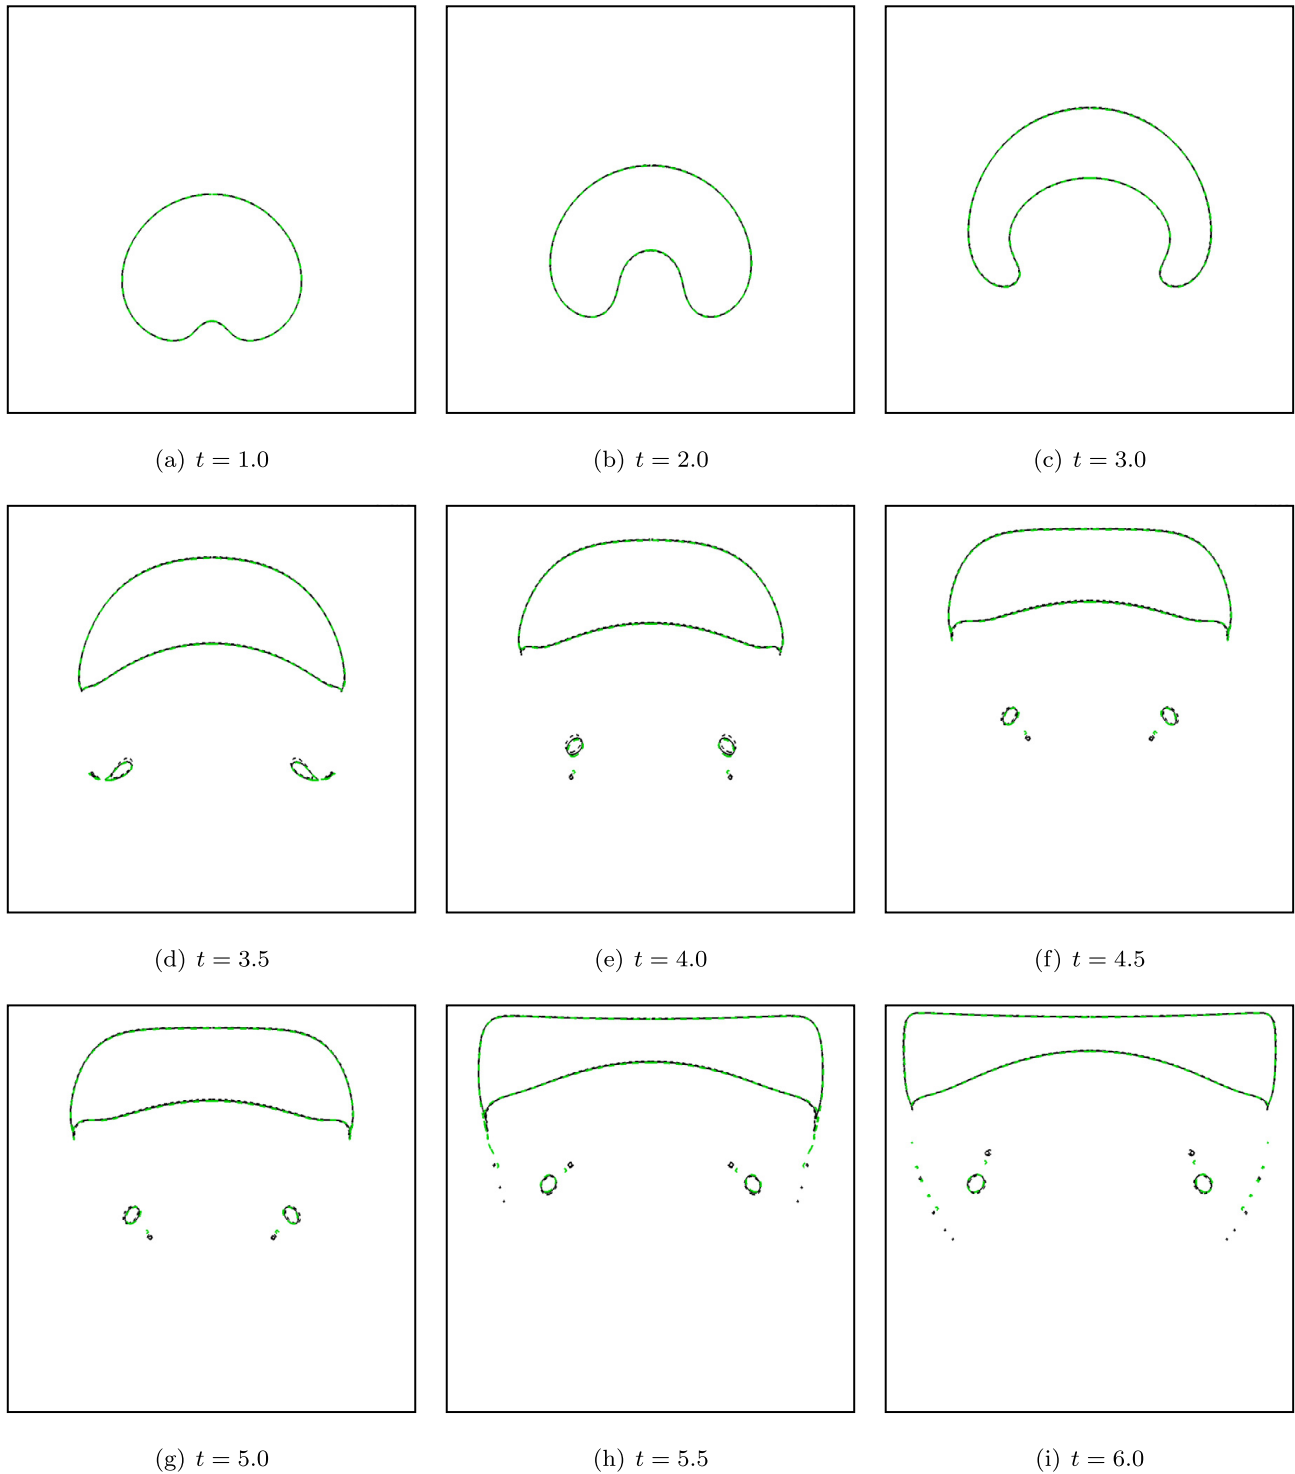 (a) t = 1.0
(b) t = 2.0
(c) t = 3.0
(d) t = 3.5
(e) t = 4.0
(f) t = 4.5
(g) t = 5.0
(h) t = 5.5
(i) t = 6.0